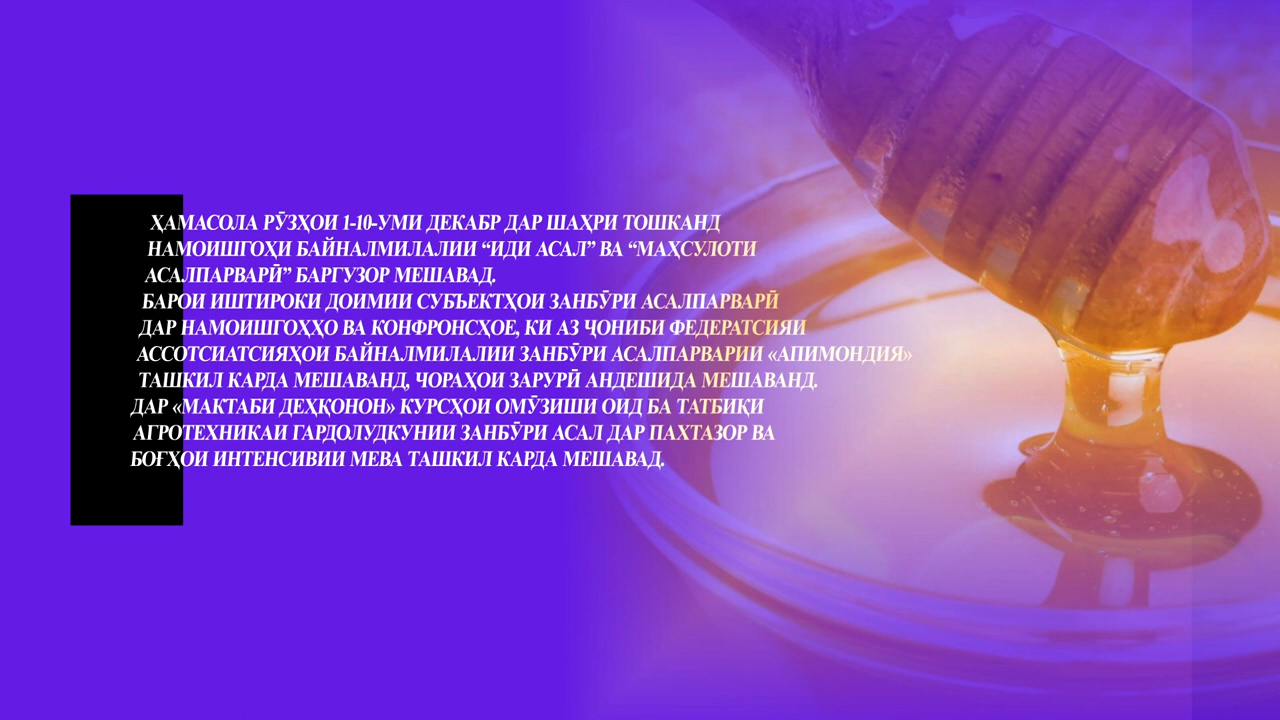 ҲАМАСОЛА РӮЗҲОИ 1-10-УМИ ДЕКАБР ДАР ШАҲРИ ТОШКАНД
НАМОИШГОҲИ БАЙНАЛМИЛАЛИИ “ИДИ АСАЛ” ВА “МАҲСУЛОТИ
АСАЛПАРВАРӢ” БАРГУЗОР МЕШАВАД.
БАРОИ ИШТИРОКИ ДОИМИИ СУБЪЕКТҲОИ ЗАНБӮРИ АСАЛПАРВАРӢ
ДАР НАМОИШГОҲҲО ВА КОНФРОНСҲОЕ, КИ АЗ ҶОНИБИ ФЕДЕРАТСИЯИ
АССОТСИАТСИЯҲОИ БАЙНАЛМИЛАЛИИ ЗАНБӮРИ АСАЛПАРВАРИИ «АПИМОНДИЯ»
ТАШКИЛ КАРДА МЕШАВАНД, ЧОРАҲОИ ЗАРУРӢ АНДЕШИДА МЕШАВАНД.
ДАР «МАКТАБИ ДЕҲҚОНОН» КУРСҲОИ ОМӮЗИШИ ОИД БА ТАТБИҚИ
АГРОТЕХНИКАИ ГАРДОЛУДКУНИИ ЗАНБӮРИ АСАЛ ДАР ПАХТАЗОР ВА
БОҒҲОИ ИНТЕНСИВИИ МЕВА ТАШКИЛ КАРДА МЕШАВАД.